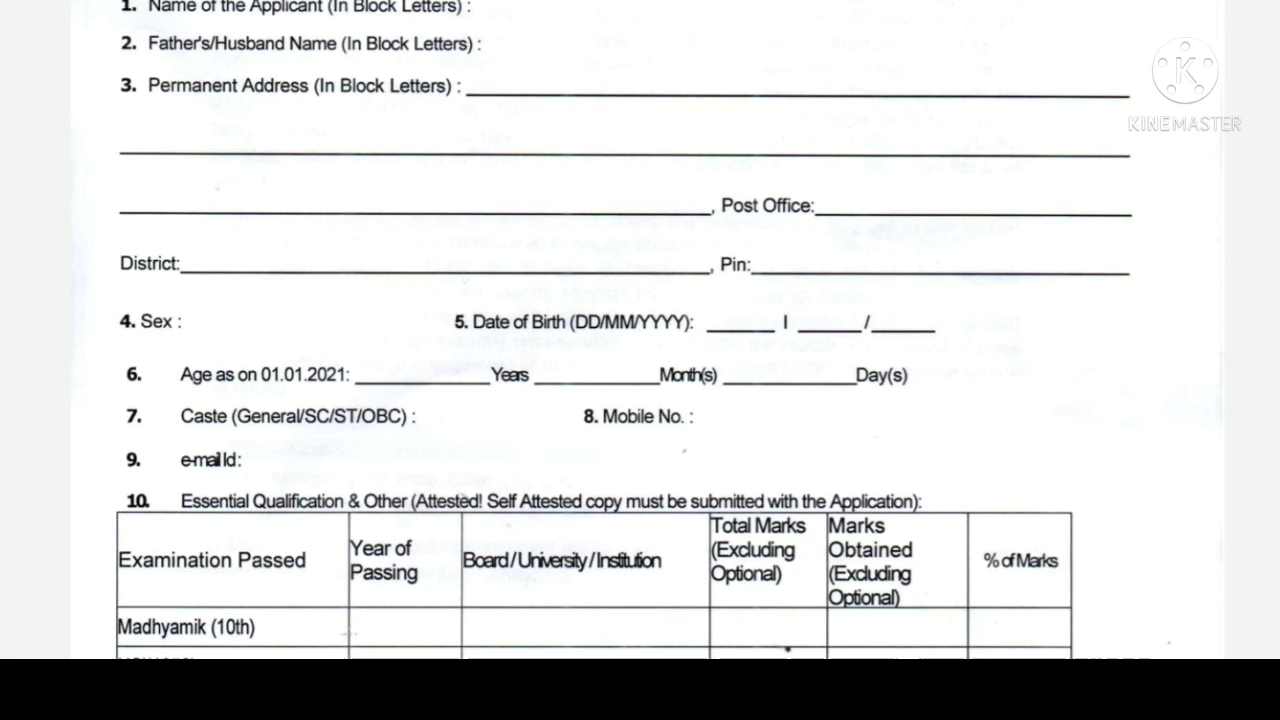 1. Name of the Applicant (In Block Letters) :
2. Father's/Husband Name (In Block Letters) :
3. Permanent Address (In Block Letters) :
, Post Office:
District: , Pin:
4. Sex : 5. Date of Birth (DD/MM/YYYY): / /
6. Age as on 01.01.2021: Years Month(s) Day(s)
7. Caste (General/SC/ST/OBC) : 8. Mobile No. :
9. e-mail Id:
10. Essential Qualification & Other (Attested! Self Attested copy must be submitted with the Application):
Examination Passed
Year of
Passing
Board / University / Institution
Total Marks
(Excluding
Optional)
Marks
Obtained
(Excluding
Optional)
% of Marks
Madhyamik (10th)
K
KINEMASTER